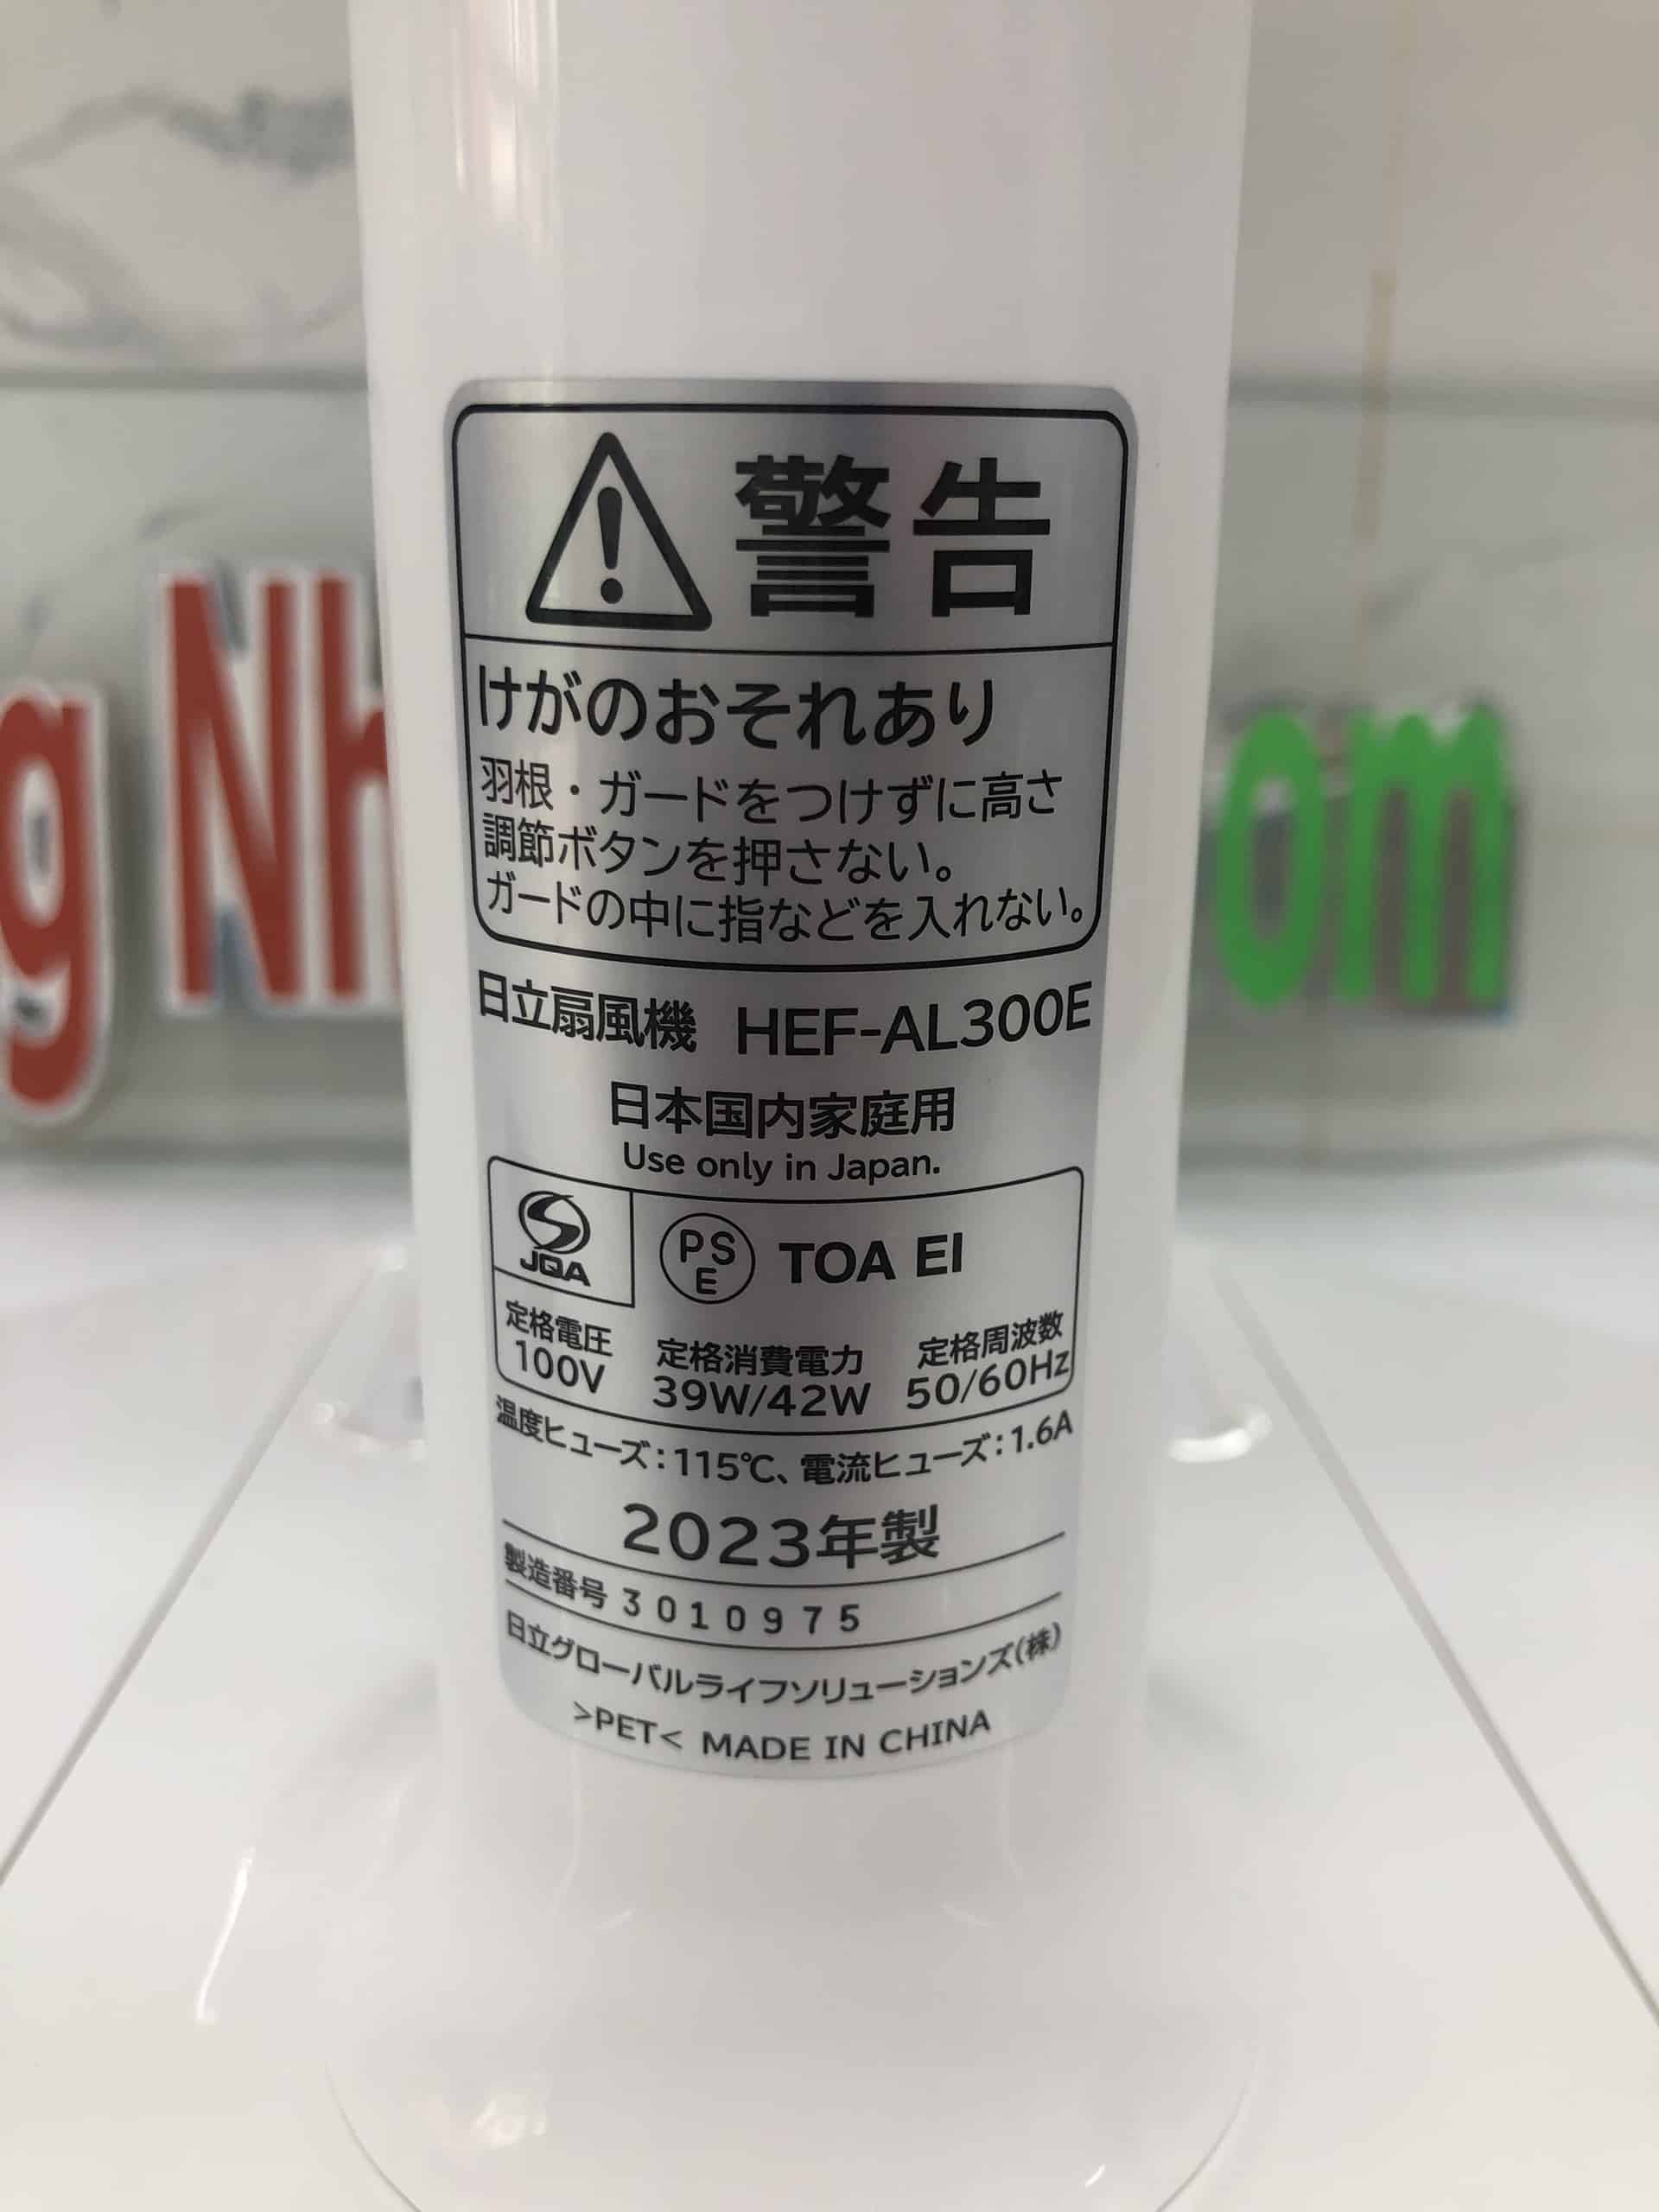 警告
けがのおそれあり
羽根・ガードをつけずに高さ
調節ボタンを押さない。
ガードの中に指などを入れない。
日立扇風機 HEF-AL300E
日本国内家庭用
Use only in Japan.
JQA
PS
E
TOA EI
定格電圧
100V
定格消費電力
39W/42W
定格周波数
50/60Hz
温度ヒューズ:115℃、電流ヒューズ:1.6A
2023年製
製造番号 3010975
日立グローバルライフソリューションズ(株)
>PET< MADE IN CHINA
g Nh
om